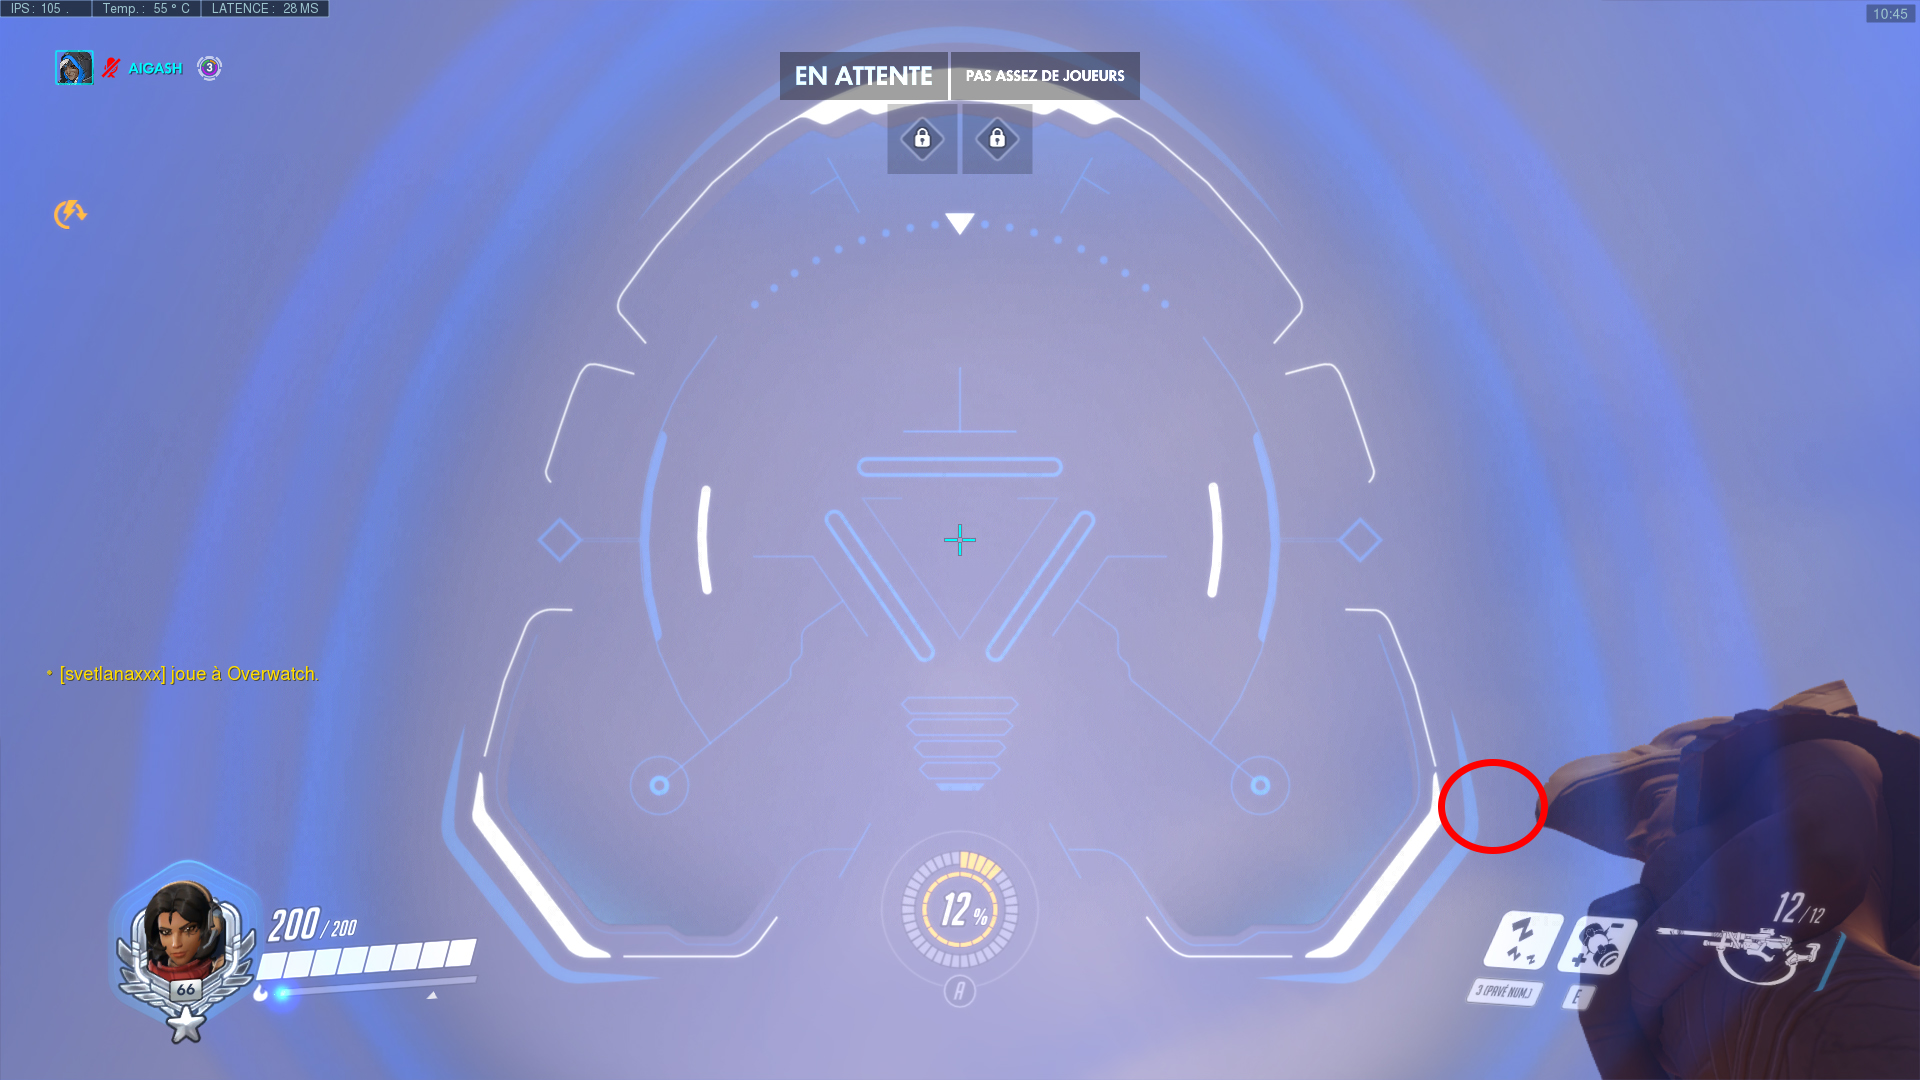 IPS: 105 .
Temp.: 55 ° C
LATENCE : 28 MS
10:45
AIGASH
3
EN ATTENTE
PAS ASSEZ DE JOUEURS
• [svetlanaxxx] joue à Overwatch.
200/200
66
12%
A
Z Z Z
3 (PAVÉ NUM.)
E
12/12